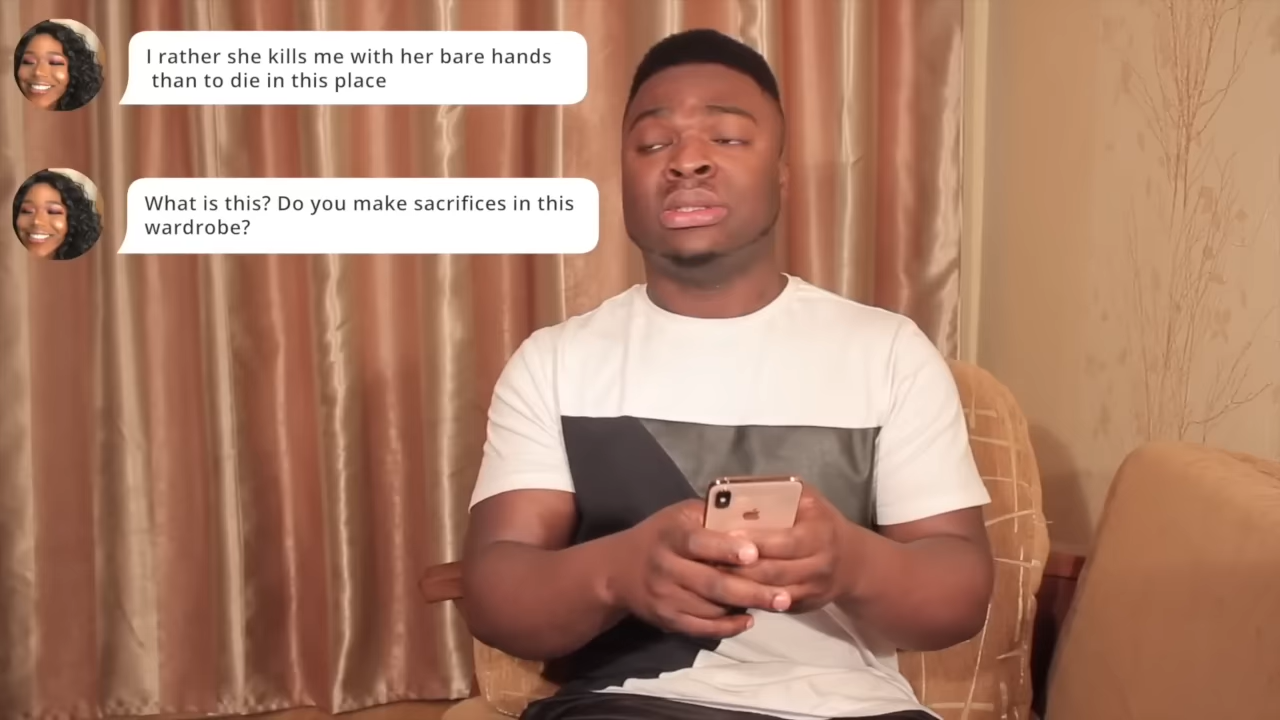 I rather she kills me with her bare hands
than to die in this place
What is this? Do you make sacrifices in this
wardrobe?